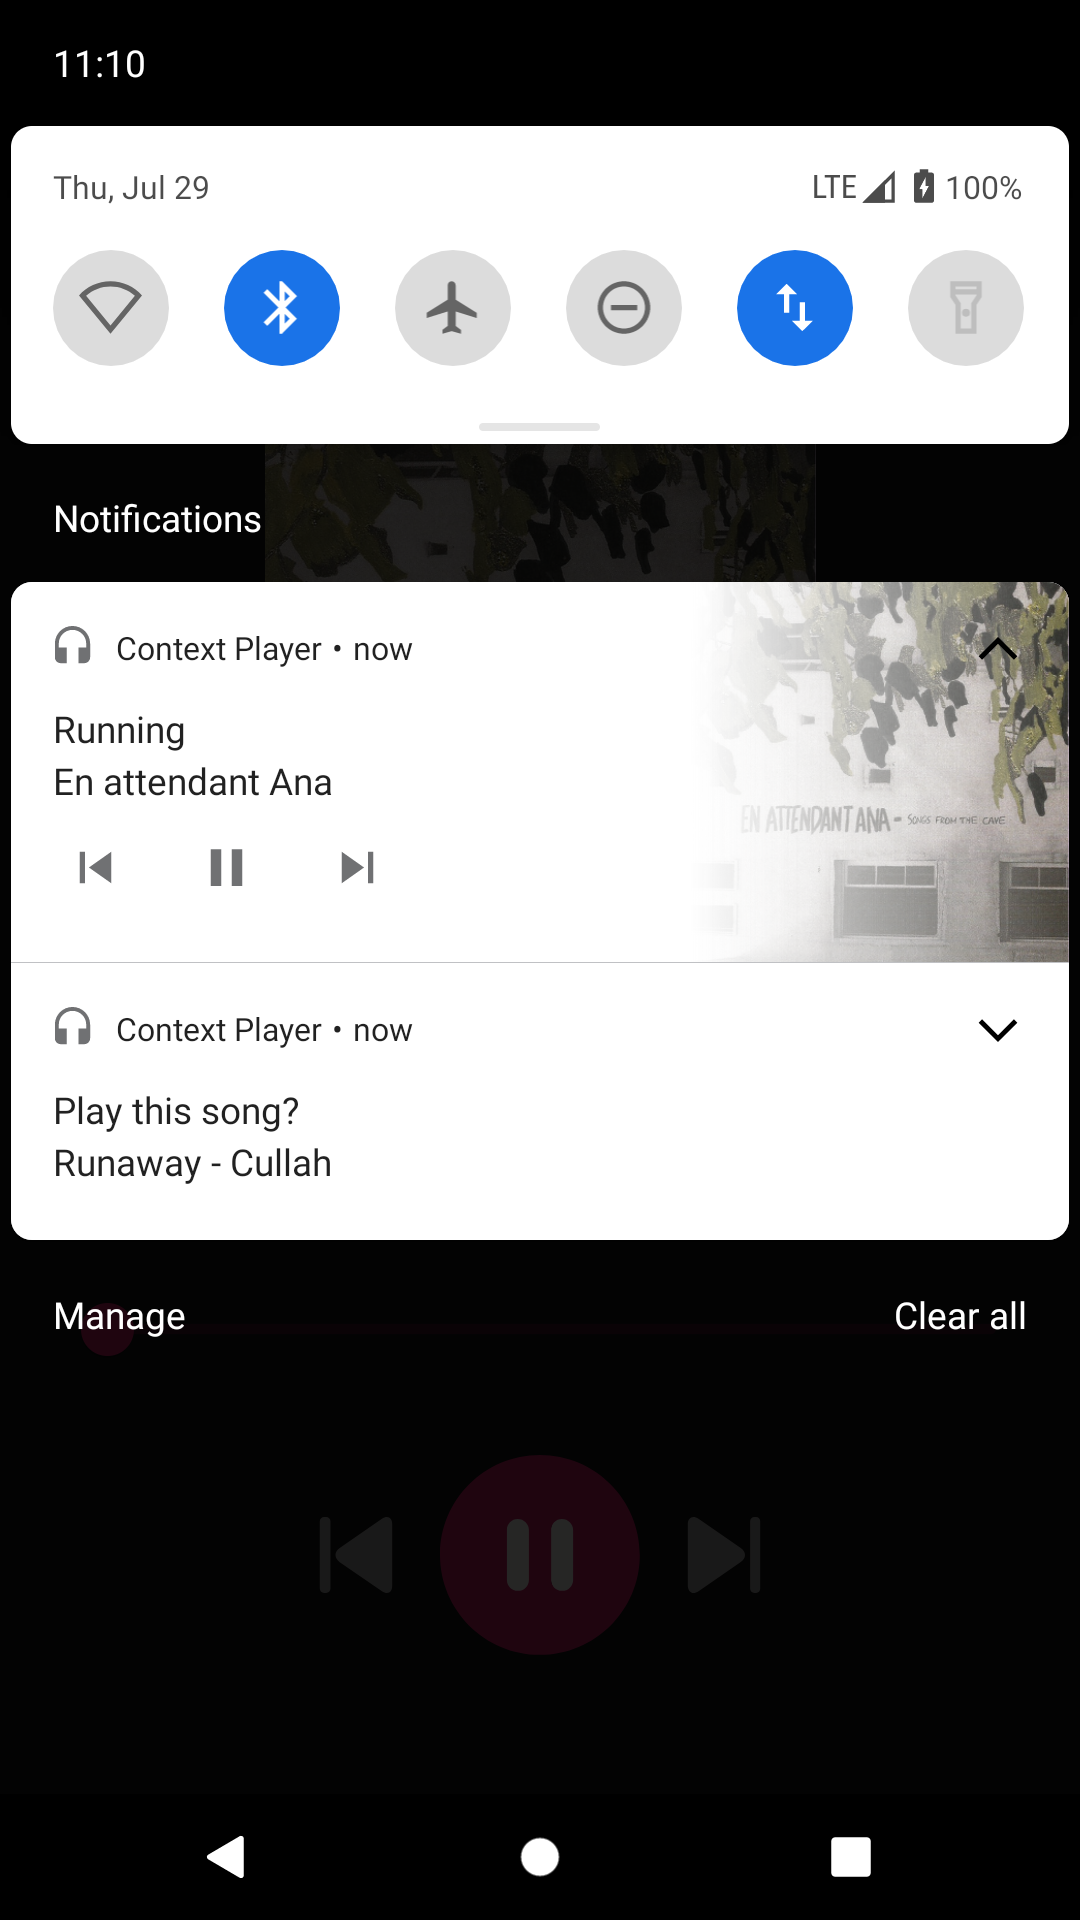 11:10
Thu, Jul 29
LTE 100%
Notifications
Context Player • now
Running
En attendant Ana
EN ATTENDANT ANA - SONGS FROM THE CAVE
Context Player • now
Play this song?
Runaway - Cullah
Manage
Clear all